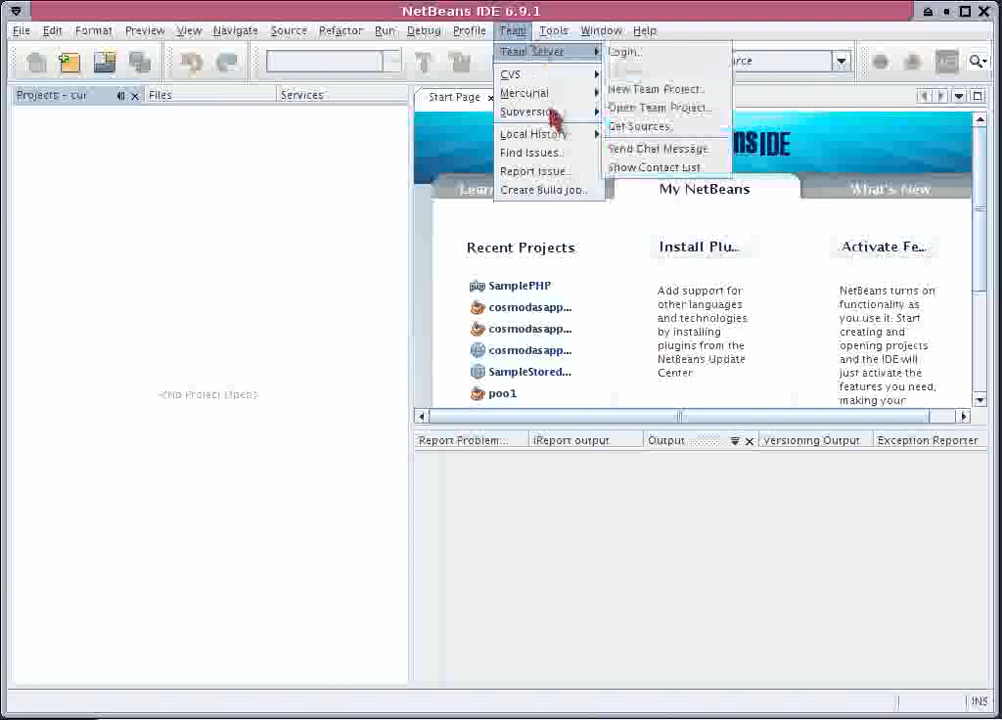 NetBeans IDE 6.9.1
File Edit Format Preview View Navigate Source Refactor Run Debug Profile Team Tools Window Help
Team Server
Login...
CVS
Mercurial
Subversion
Local History
Find Issues...
Report Issue...
Create Build Job...
New Team Project...
Open Team Project...
Get Sources...
Send Chat Message
Show Contact List
Projects - cur
Files
Services
Start Page
IDE
My NetBeans
What's New
Recent Projects
SamplePHP
cosmodasapp...
cosmodasapp...
cosmodasapp...
SampleStored...
poo1
Install Plu...
Add support for
other languages
and technologies
by installing
plugins from the
NetBeans Update
Center
Activate Fe...
NetBeans turns on
functionality as
you use it. Start
creating and
opening projects
and the IDE will
just activate the
features you need,
making your
<No Project Open>
Report Problem...
iReport output
Output
Versioning Output
Exception Reporter
INS